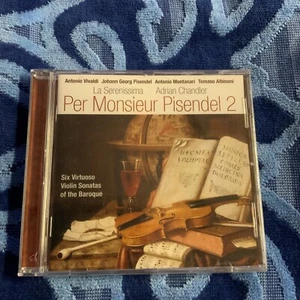 Antonio Vivaldi Johann Georg Pisendel Antonio Montanari Tomaso Albinoni
La Serenissima Adrian Chandler
Per Monsieur Pisendel 2
Six Virtuoso
Violin Sonatas
of the Baroque